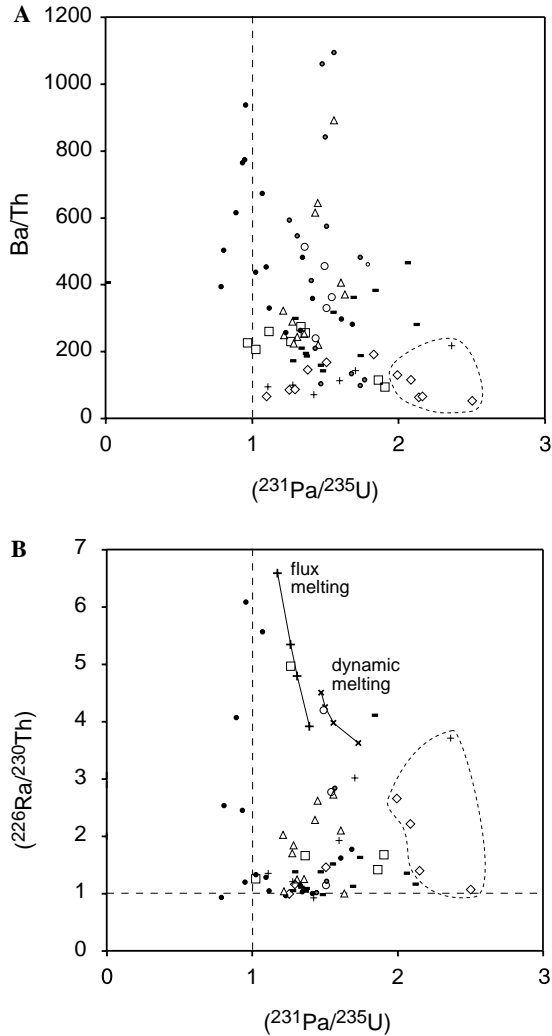 A
1200
1000
800
600
400
200
0
Ba/Th
0 1 2 3
(²³¹Pa/²³⁵U)
B
7
6
5
4
3
2
1
0
(²²⁶Ra/²³⁰Th)
flux
melting
dynamic
melting
0 1 2 3
(²³¹Pa/²³⁵U)